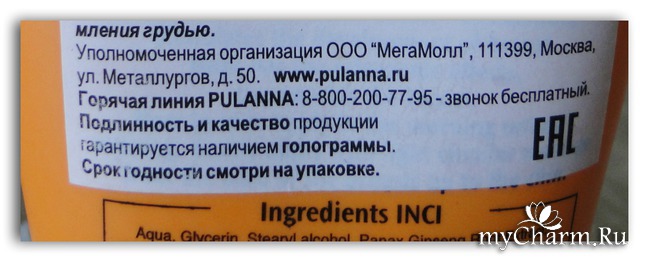 мления грудью.
Уполномоченная организация ООО "МегаМолл", 111399, Москва,
ул. Металлургов, д. 50. www.pulanna.ru
Горячая линия PULANNA: 8-800-200-77-95 - звонок бесплатный.
Подлинность и качество продукции
гарантируется наличием голограммы.
Срок годности смотри на упаковке.
EAC
Ingredients INCI
Aqua, Glycerin, Stearyl alcohol, Panax Ginseng
myCharm.Ru